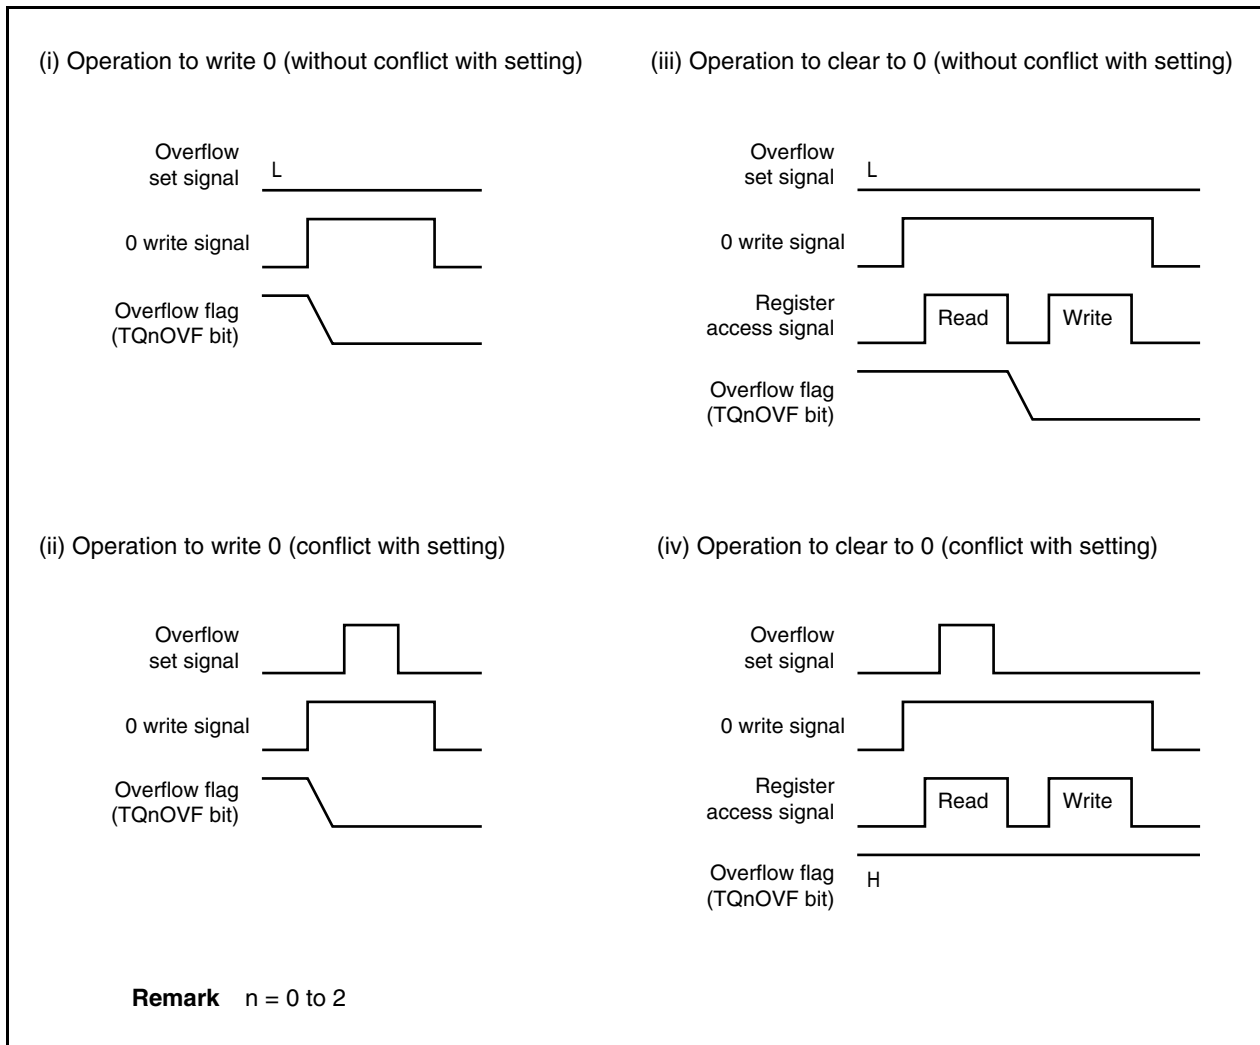 (i) Operation to write 0 (without conflict with setting)
Overflow
set signal
L
0 write signal
Overflow flag
(TQnOVF bit)
(iii) Operation to clear to 0 (without conflict with setting)
Overflow
set signal
L
0 write signal
Register
access signal
Read
Write
Overflow flag
(TQnOVF bit)
(ii) Operation to write 0 (conflict with setting)
Overflow
set signal
0 write signal
Overflow flag
(TQnOVF bit)
(iv) Operation to clear to 0 (conflict with setting)
Overflow
set signal
0 write signal
Register
access signal
Read
Write
Overflow flag
(TQnOVF bit)
H
Remark n = 0 to 2